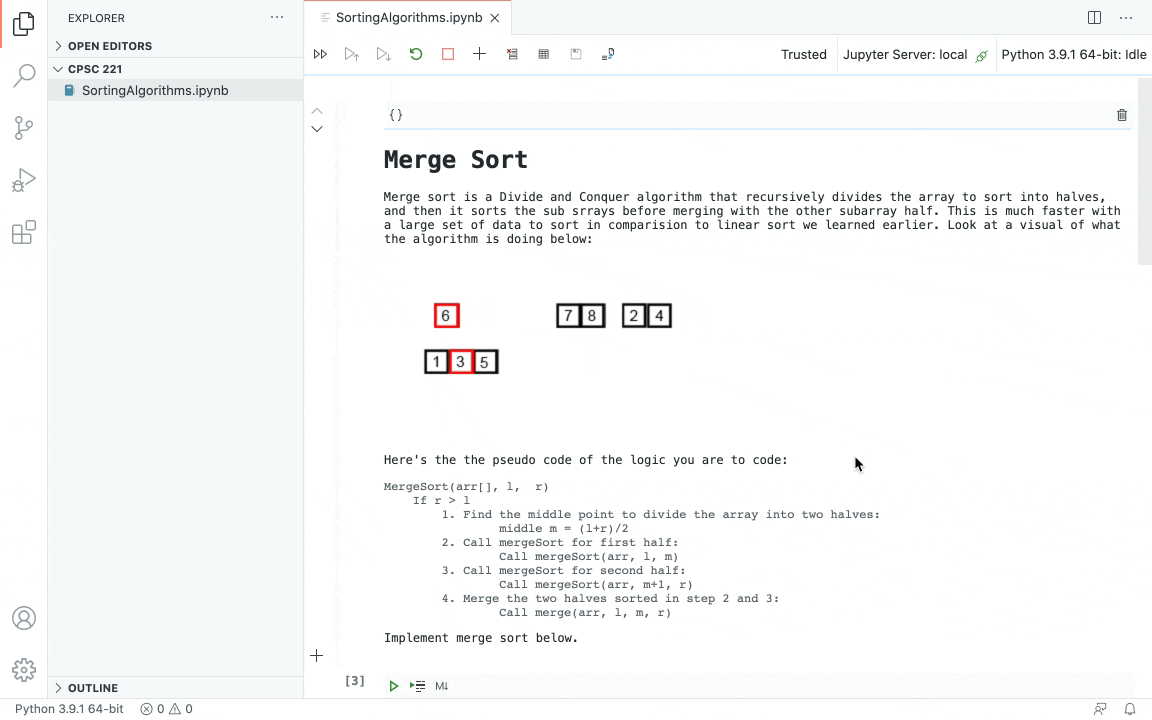 EXPLORER
OPEN EDITORS
CPSC 221
SortingAlgorithms.ipynb
OUTLINE
SortingAlgorithms.ipynb
Trusted
Jupyter Server: local
Python 3.9.1 64-bit: Idle
{}
Merge Sort
Merge sort is a Divide and Conquer algorithm that recursively divides the array to sort into halves,
and then it sorts the sub srrays before merging with the other subarray half. This is much faster with
a large set of data to sort in comparision to linear sort we learned earlier. Look at a visual of what
the algorithm is doing below:
6 7 8 2 4
1 3 5
Here's the the pseudo code of the logic you are to code:
MergeSort(arr[], l,  r)
If r > l
1. Find the middle point to divide the array into two halves:
middle m = (l+r)/2
2. Call mergeSort for first half:
Call mergeSort(arr, l, m)
3. Call mergeSort for second half:
Call mergeSort(arr, m+1, r)
4. Merge the two halves sorted in step 2 and 3:
Call merge(arr, l, m, r)
Implement merge sort below.
[3]
M↓
Python 3.9.1 64-bit
0 0